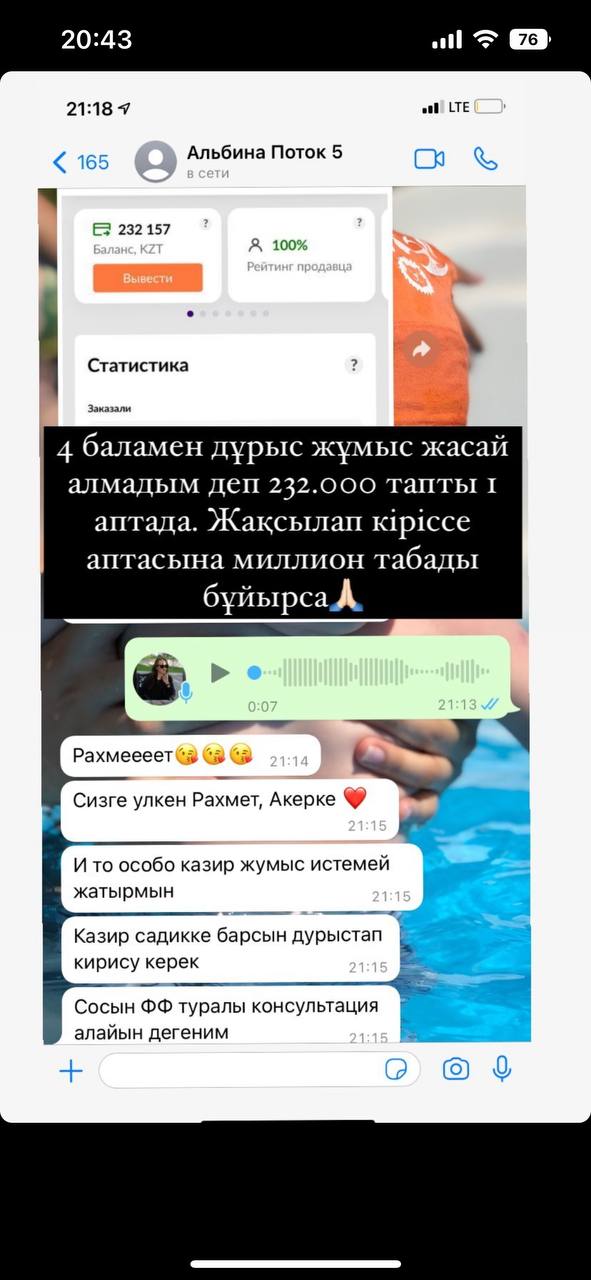 20:43
76
21:18
LTE
165
Альбина Поток 5
в сети
232 157
?
Баланс, KZT
Вывести
100%
?
Рейтинг продавца
Статистика
?
Заказали
4 баламен дұрыс жұмыс жасай
алмадым деп 232.000 тапты 1
аптада. Жақсылап кіріссе
аптасына миллион табады
бұйырса🙏🏻
0:07
21:13
Рахмеееет😘😘😘
21:14
Сизге улкен Рахмет, Акерке ❤️
21:15
И то особо казир жумыс истемей
жатырмын
21:15
Казир садикке барсын дурыстап
кирису керек
21:15
Сосын ФФ туралы консультация
алайын дегеним
21:15